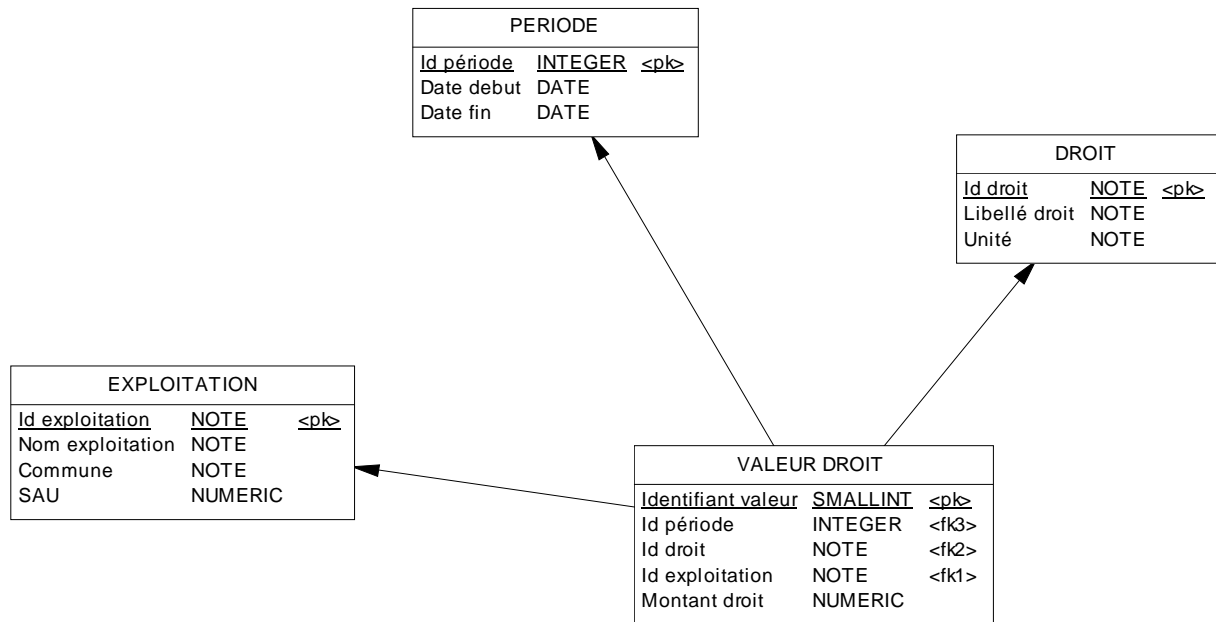 PERIODE
Id période INTEGER <pk>
Date debut DATE
Date fin DATE
DROIT
Id droit NOTE <pk>
Libellé droit NOTE
Unité NOTE
EXPLOITATION
Id exploitation NOTE <pk>
Nom exploitation NOTE
Commune NOTE
SAU NUMERIC
VALEUR DROIT
Identifiant valeur SMALLINT <pk>
Id période INTEGER <fk3>
Id droit NOTE <fk2>
Id exploitation NOTE <fk1>
Montant droit NUMERIC